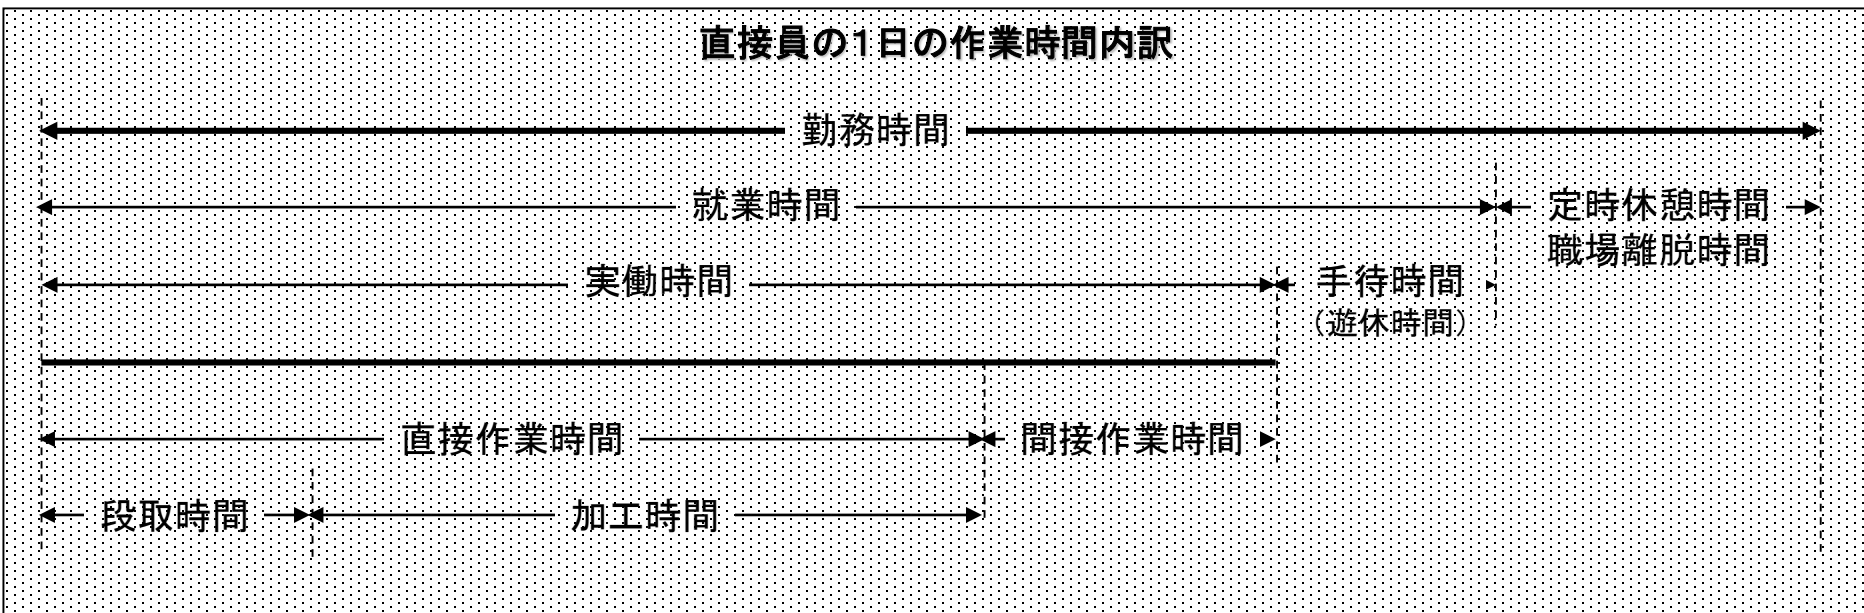 直接員の1日の作業時間内訳
勤務時間
就業時間
定時休憩時間
職場離脱時間
実働時間
手待時間
（遊休時間）
直接作業時間
間接作業時間
段取時間
加工時間